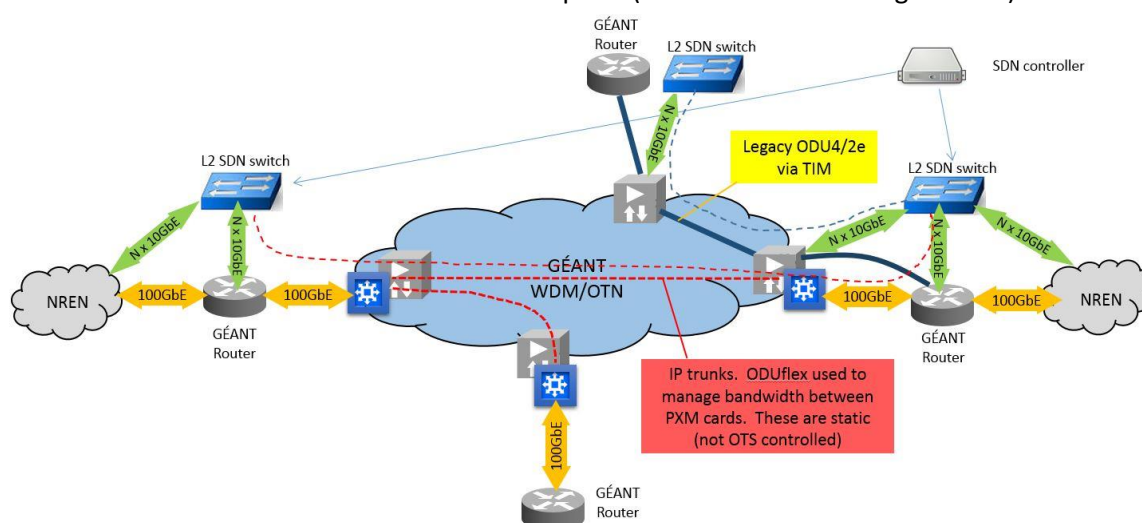 GÉANT
Router
L2 SDN switch
SDN controller
N x 10GbE
Legacy ODU4/2e
via TIM
L2 SDN switch
L2 SDN switch
N x 10GbE
N x 10GbE
N x 10GbE
N x 10GbE
N x 10GbE
GÉANT
WDM/OTN
NREN
100GbE
100GbE
100GbE
100GbE
NREN
GÉANT
Router
GÉANT
Router
IP trunks. ODUflex used to
manage bandwidth between
PXM cards. These are static
(not OTS controlled)
100GbE
GÉANT
Router